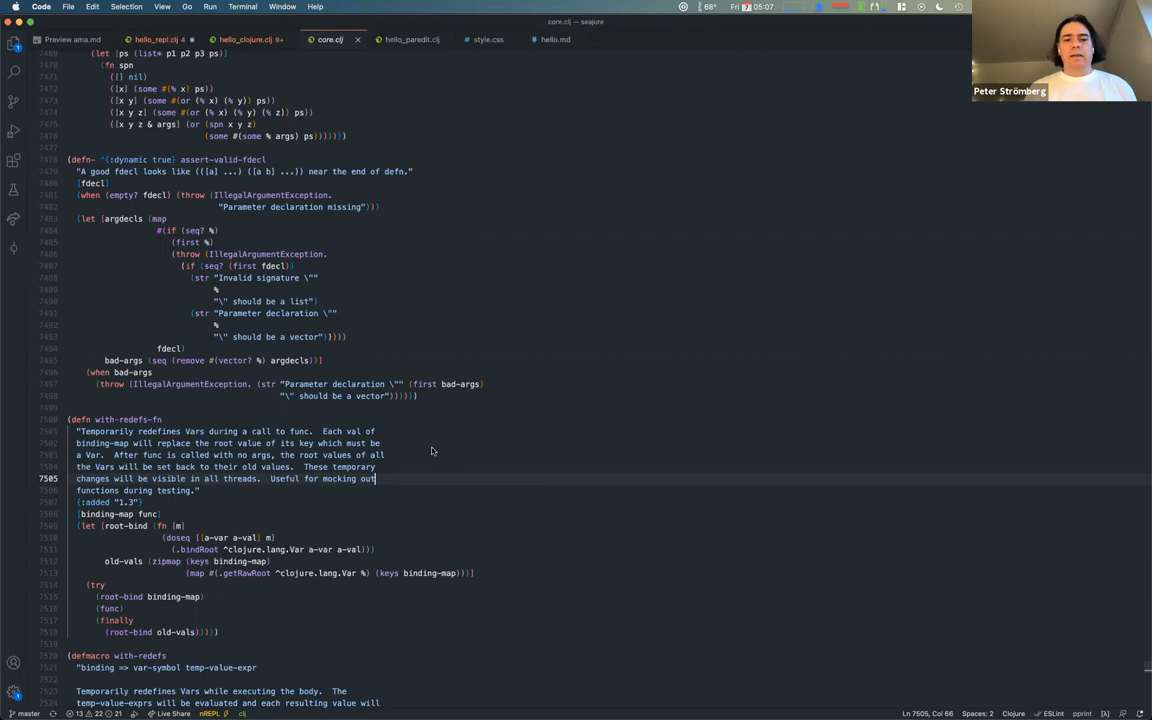 Code File Edit Selection View Go Run Terminal Window Help 68° Fri 7 05:07
core.clj — seajure
Preview ama.md hello_repl.clj 4 hello_clojure.clj 9+ core.clj hello_paredit.clj style.css hello.md
Peter Strömberg
7469 (let [ps (list* p1 p2 p3 ps)]
7470 (fn spn
7471 ([] nil)
7472 ([x] (some #(% x) ps))
7473 ([x y] (some #(or (% x) (% y)) ps))
7474 ([x y z] (some #(or (% x) (% y) (% z)) ps))
7475 ([x y z & args] (or (spn x y z)
7476 (some #(some % args) ps)))))))
7477
7478 (defn- ^{:dynamic true} assert-valid-fdecl
7479 "A good fdecl looks like (([a] ...) ([a b] ...)) near the end of defn."
7480 [fdecl]
7481 (when (empty? fdecl) (throw (IllegalArgumentException.
7482 "Parameter declaration missing")))
7483 (let [argdecls (map
7484 #(if (seq? %)
7485 (first %)
7486 (throw (IllegalArgumentException.
7487 (if (seq? (first fdecl))
7488 (str "Invalid signature \""
7489 %
7490 "\" should be a list")
7491 (str "Parameter declaration \""
7492 %
7493 "\" should be a vector")))))
7494 fdecl)
7495 bad-args (seq (remove #(vector? %) argdecls))]
7496 (when bad-args
7497 (throw (IllegalArgumentException. (str "Parameter declaration \"" (first bad-args)
7498 "\" should be a vector"))))))
7499
7500 (defn with-redefs-fn
7501 "Temporarily redefines Vars during a call to func.  Each val of
7502 binding-map will replace the root value of its key which must be
7503 a Var.  After func is called with no args, the root values of all
7504 the Vars will be set back to their old values.  These temporary
7505 changes will be visible in all threads.  Useful for mocking out
7506 functions during testing."
7507 {:added "1.3"}
7508 [binding-map func]
7509 (let [root-bind (fn [m]
7510 (doseq [[a-var a-val] m]
7511 (.bindRoot ^clojure.lang.Var a-var a-val)))
7512 old-vals (zipmap (keys binding-map)
7513 (map #(.getRawRoot ^clojure.lang.Var %) (keys binding-map)))]
7514 (try
7515 (root-bind binding-map)
7516 (func)
7517 (finally
7518 (root-bind old-vals)))))
7519
7520 (defmacro with-redefs
7521 "binding => var-symbol temp-value-expr
7522
7523 Temporarily redefines Vars while executing the body.  The
7524 temp-value-exprs will be evaluated and each resulting value will
master 13 22 21 Live Share nREPL clj Ln 7505, Col 66 Spaces: 2 Clojure ESLint pprint [λ]